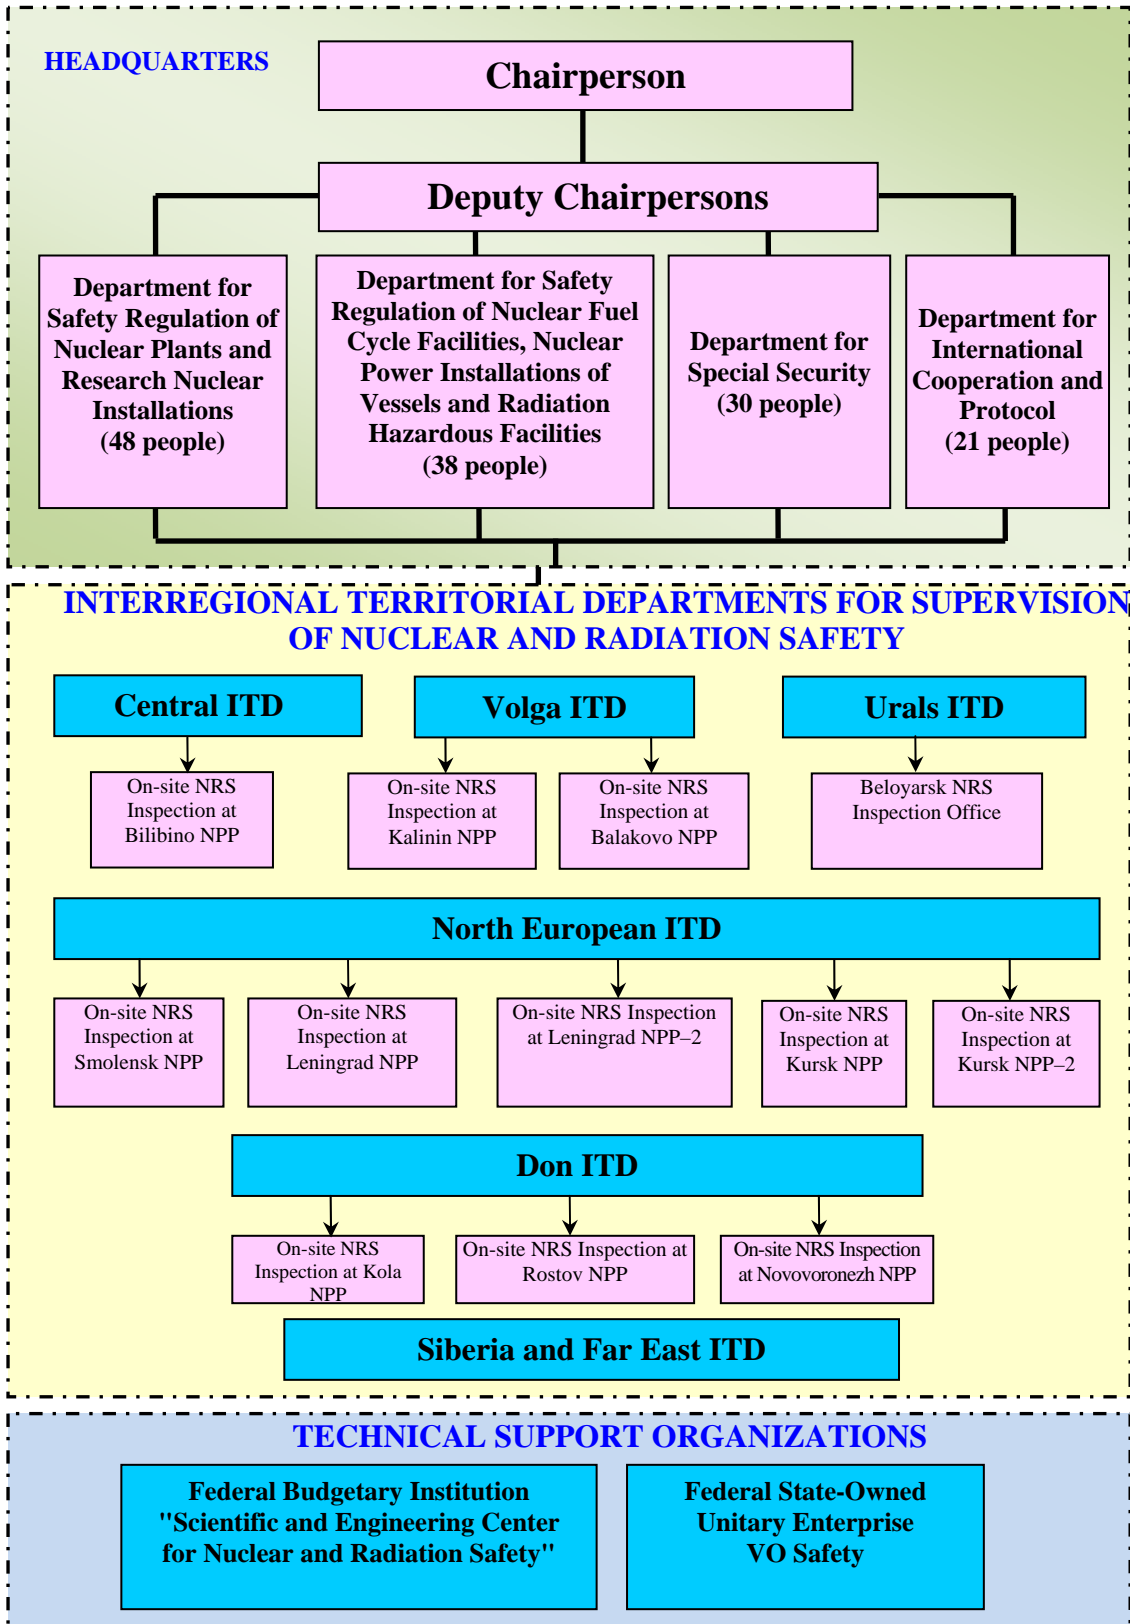 HEADQUARTERS
Chairperson
Deputy Chairpersons
Department for
Safety Regulation of
Nuclear Plants and
Research Nuclear
Installations
(48 people)
Department for Safety
Regulation of Nuclear Fuel
Cycle Facilities, Nuclear
Power Installations of
Vessels and Radiation
Hazardous Facilities
(38 people)
Department for
Special Security
(30 people)
Department for
International
Cooperation and
Protocol
(21 people)
INTERREGIONAL TERRITORIAL DEPARTMENTS FOR SUPERVISION
OF NUCLEAR AND RADIATION SAFETY
Central ITD
Volga ITD
Urals ITD
On-site NRS
Inspection at
Bilibino NPP
On-site NRS
Inspection at
Kalinin NPP
On-site NRS
Inspection at
Balakovo NPP
Beloyarsk NRS
Inspection Office
North European ITD
On-site NRS
Inspection at
Smolensk NPP
On-site NRS
Inspection at
Leningrad NPP
On-site NRS Inspection
at Leningrad NPP–2
On-site NRS
Inspection at
Kursk NPP
On-site NRS
Inspection at
Kursk NPP–2
Don ITD
On-site NRS
Inspection at Kola
NPP
On-site NRS Inspection at
Rostov NPP
On-site NRS Inspection
at Novovoronezh NPP
Siberia and Far East ITD
TECHNICAL SUPPORT ORGANIZATIONS
Federal Budgetary Institution
"Scientific and Engineering Center
for Nuclear and Radiation Safety"
Federal State-Owned
Unitary Enterprise
VO Safety